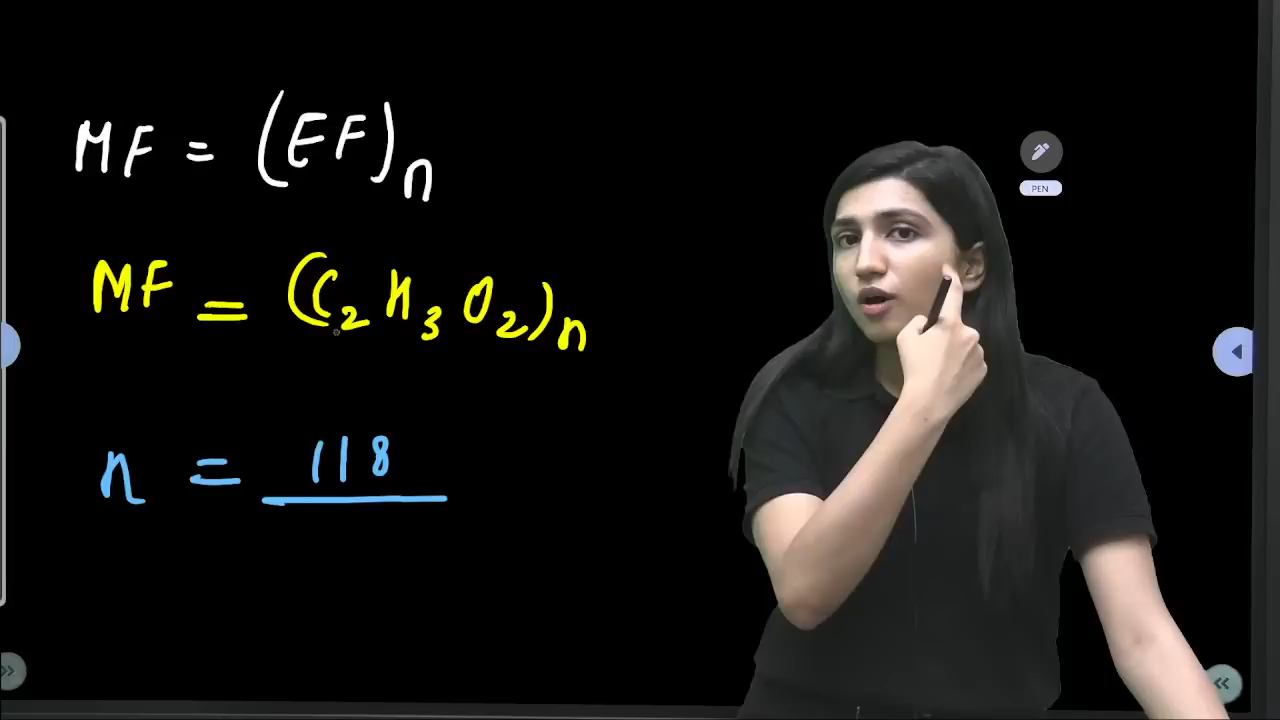 MF = (EF)n
MF = (C2H3O2)n
n = 118
PEN